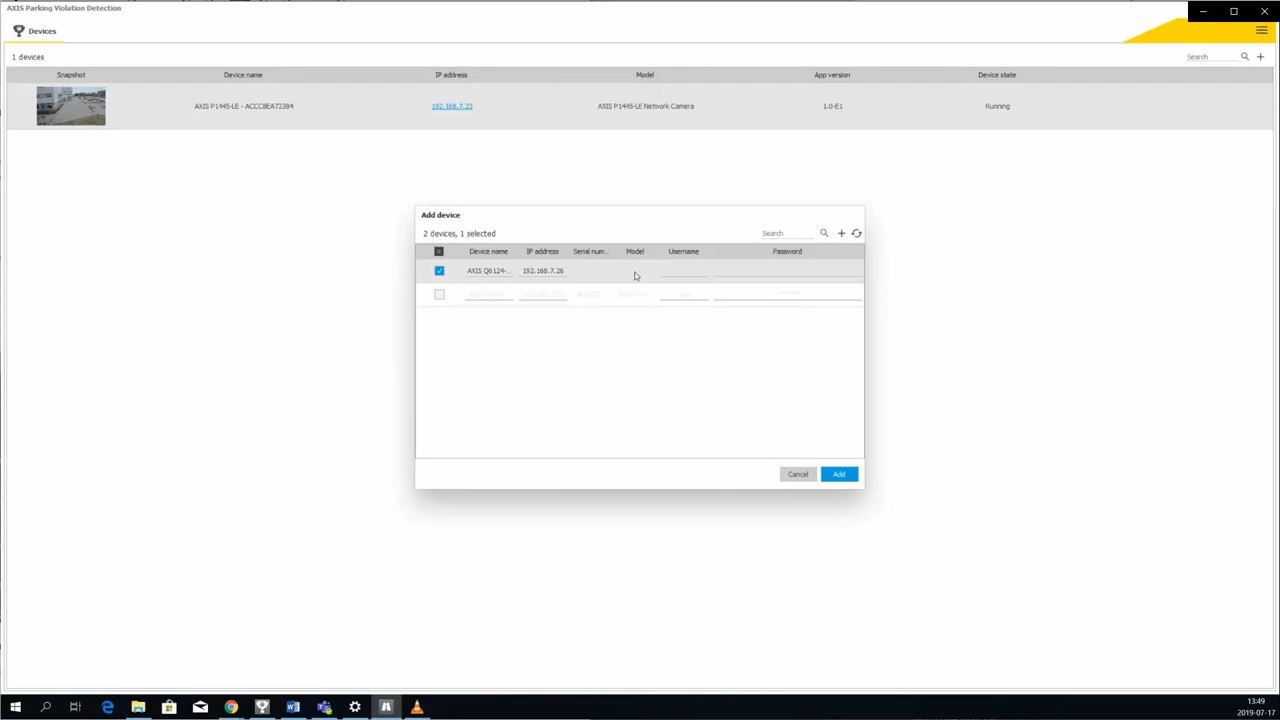 AXIS Parking Violation Detection
Devices
1 devices
Search
Snapshot Device name IP address Model App version Device state
AXIS P1445-LE - ACCC8EA72384 192.168.7.23 AXIS P1445-LE Network Camera 1.0-E1 Running
Add device
2 devices, 1 selected
Search
Device name IP address Serial num... Model Username Password
AXIS Q6124-... 192.168.7.26
Cancel Add
13:49
2019-07-17